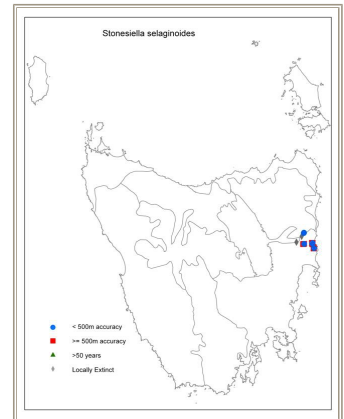 Stonesiella selaginoides
< 500m accuracy
>= 500m accuracy
>50 years
Locally Extinct